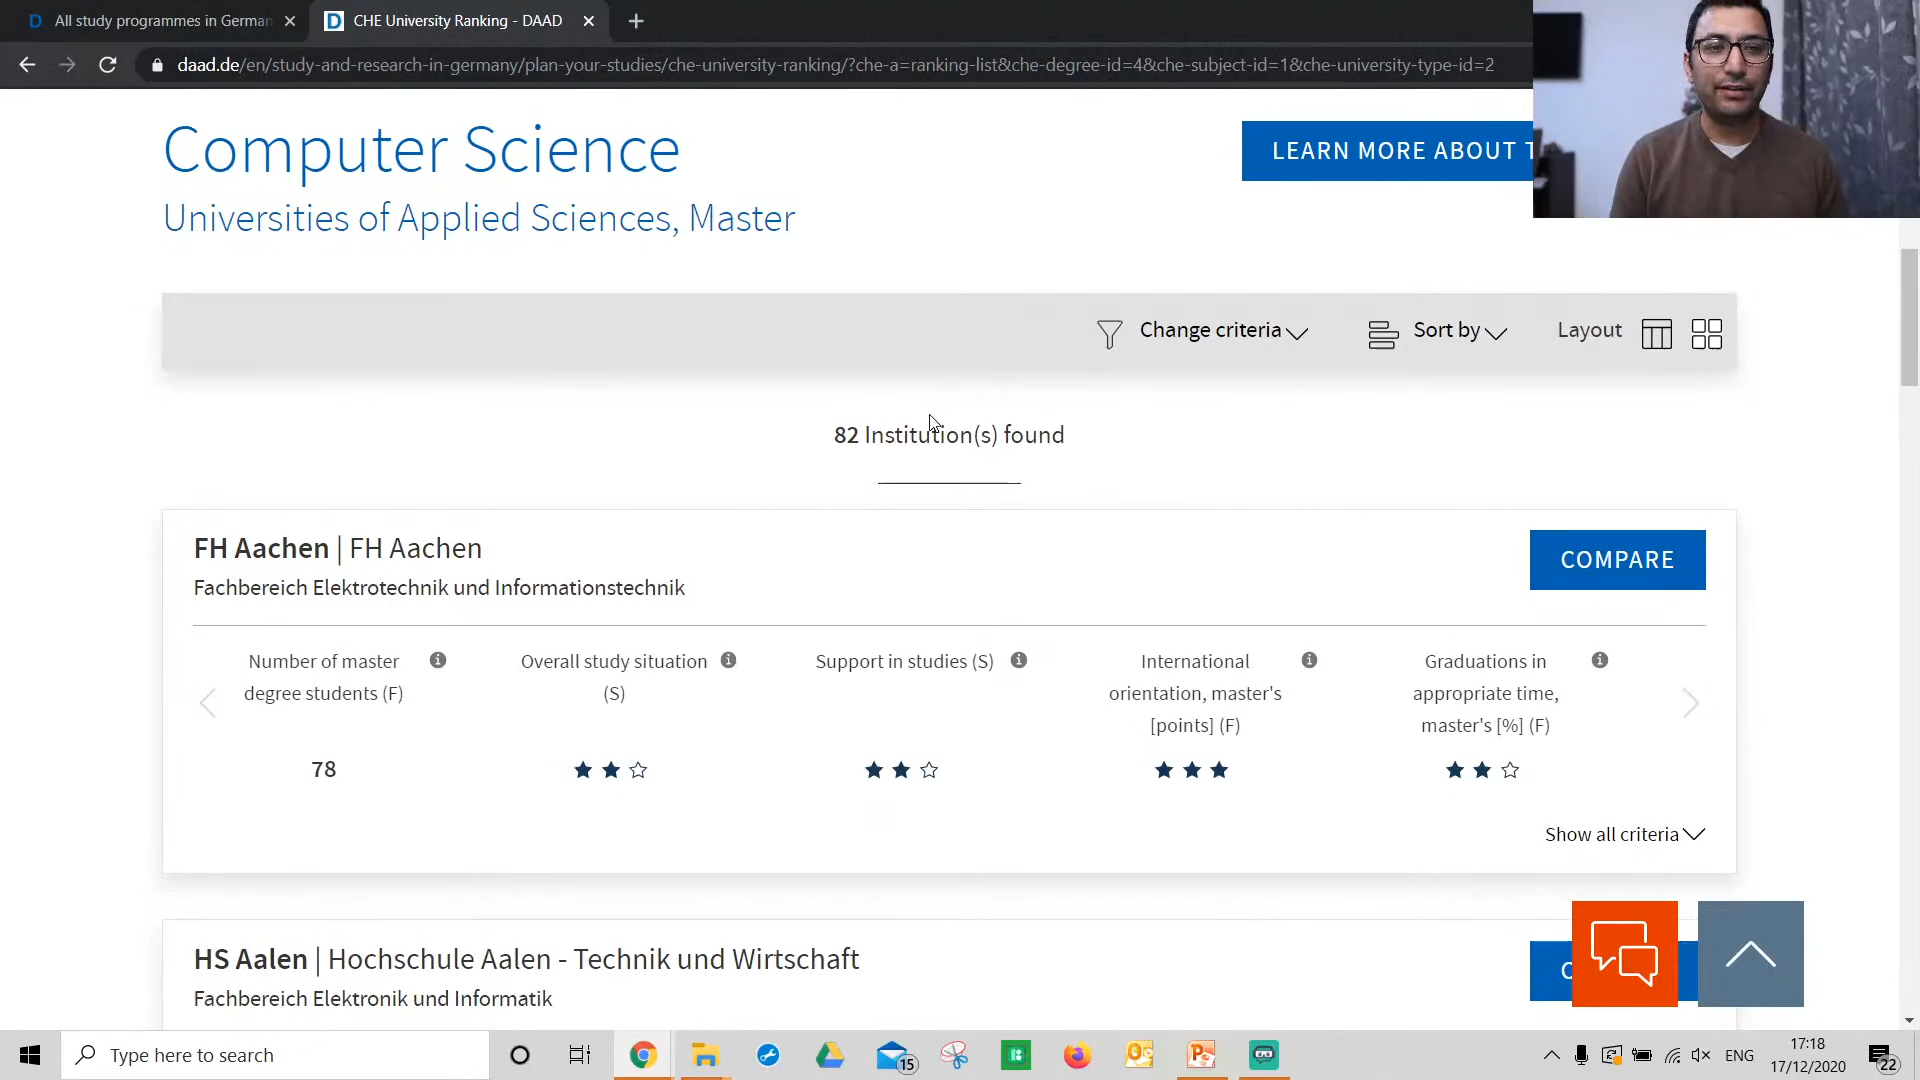 All study programmes in German
CHE University Ranking - DAAD
daad.de/en/study-and-research-in-germany/plan-your-studies/che-university-ranking/?che-a=ranking-list&che-degree-id=4&che-subject-id=1&che-university-type-id=2
Computer Science
Universities of Applied Sciences, Master
LEARN MORE ABOUT T
Change criteria
Sort by
Layout
82 Institution(s) found
FH Aachen | FH Aachen
COMPARE
Fachbereich Elektrotechnik und Informationstechnik
Number of master
degree students (F)
78
Overall study situation
(S)
Support in studies (S)
International
orientation, master's
[points] (F)
Graduations in
appropriate time,
master's [%] (F)
Show all criteria
HS Aalen | Hochschule Aalen - Technik und Wirtschaft
Fachbereich Elektronik und Informatik
Type here to search
15
ENG
17:18
17/12/2020
22